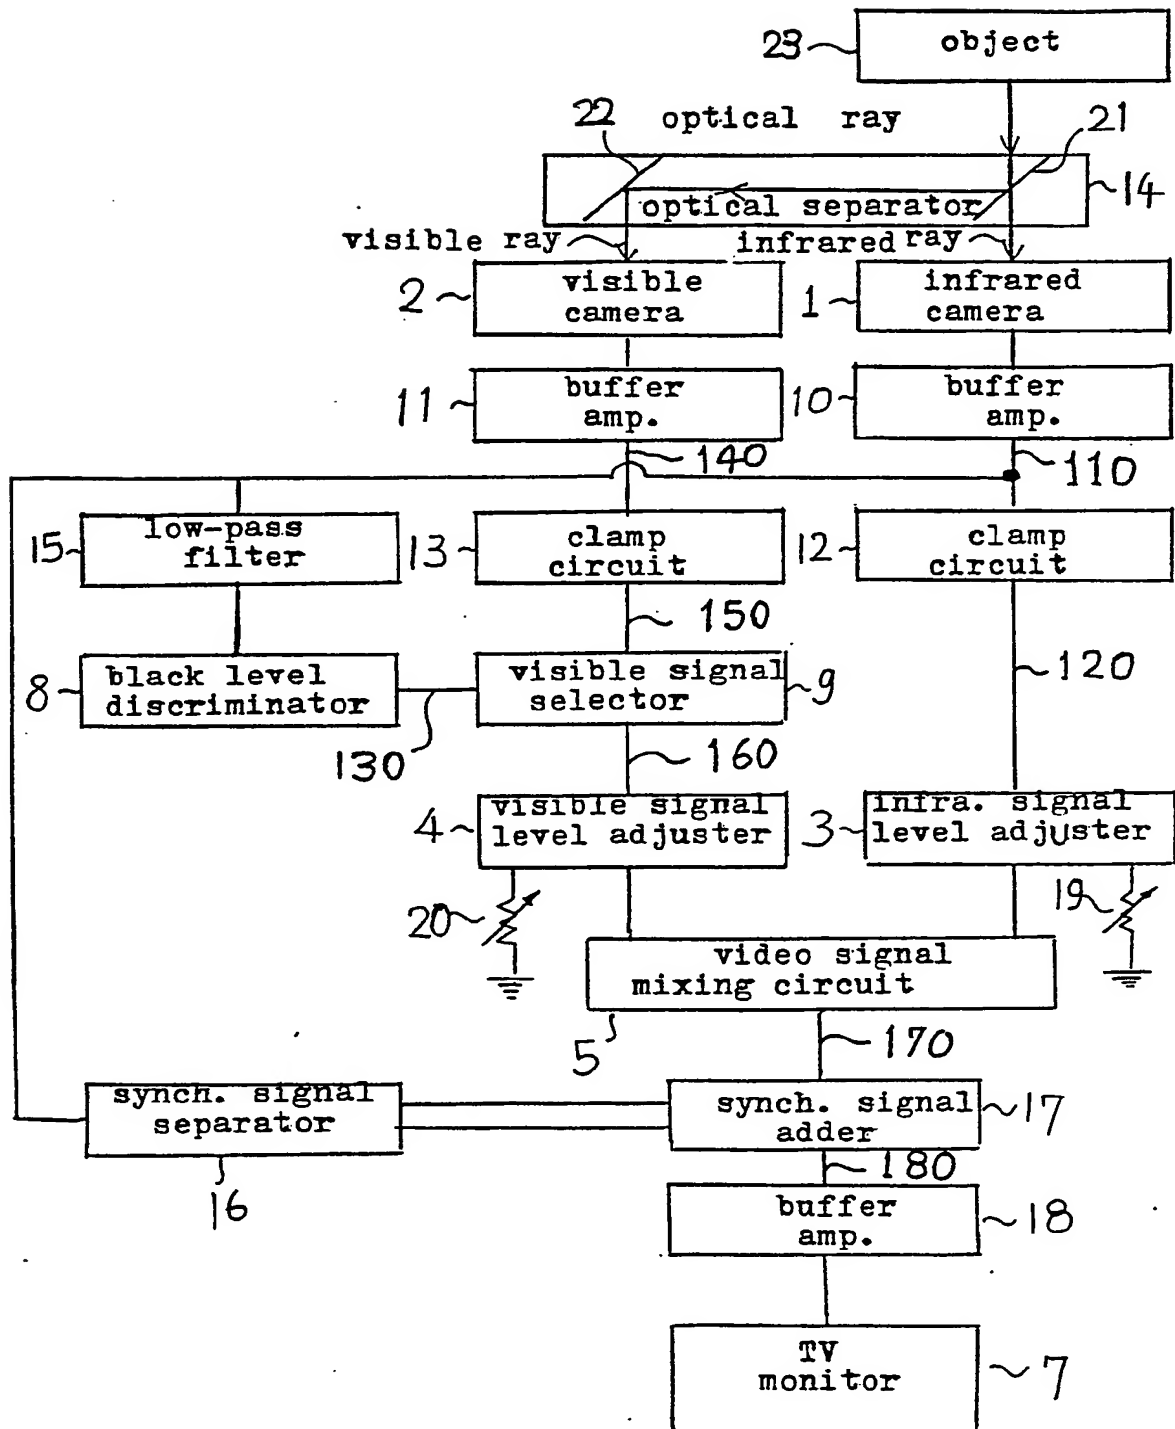 23
object
22
optical ray
21
14
optical separator
visible ray
infrared ray
2
visible
camera
1
infrared
camera
11
buffer
amp.
10
buffer
amp.
140
110
15
low-pass
filter
13
clamp
circuit
12
clamp
circuit
150
120
8
black level
discriminator
visible signal
selector
9
130
160
4
visible signal
level adjuster
3
infra. signal
level adjuster
20
19
video signal
mixing circuit
5
170
synch. signal
separator
synch. signal
adder
17
16
180
buffer
amp.
18
TV
monitor
7